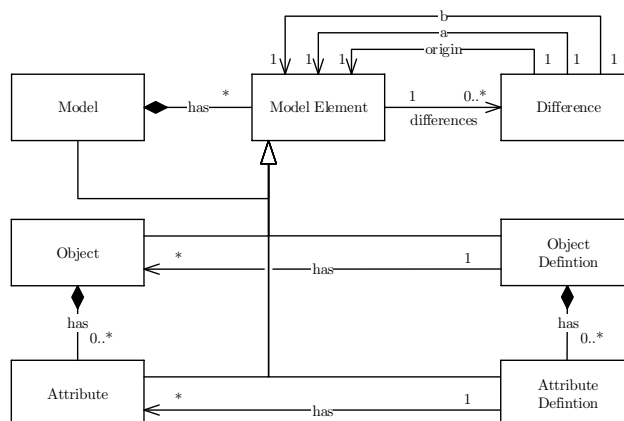 b
a
origin
1 1 1 1 1 1
Model
has
*
Model Element
1
0..*
differences
Difference
Object
*
has
1
Object
Defintion
has
0..*
has
0..*
Attribute
*
has
1
Attribute
Defintion